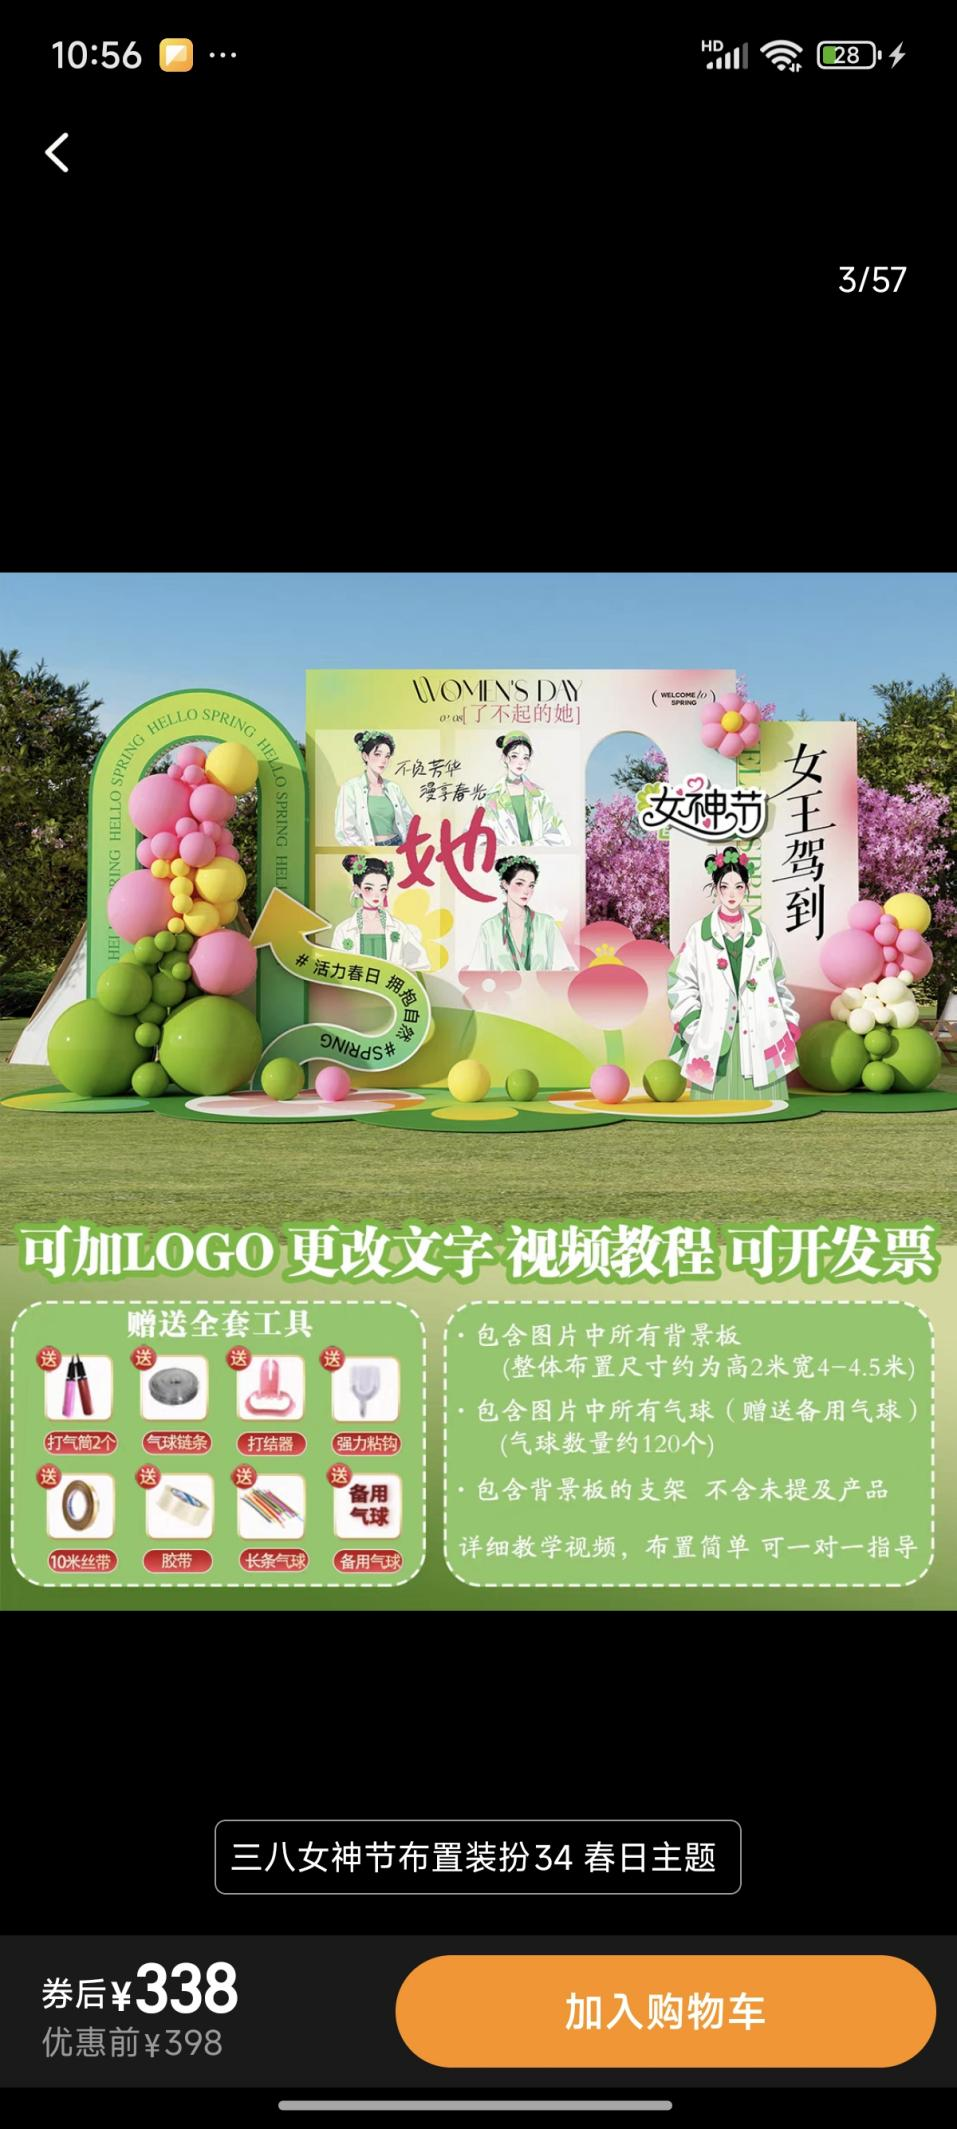 10:56
HD
28
3/57
WOMEN'S DAY
[了不起的她]
(WELCOME to SPRING)
HELLO SPRING HELLO SPRING HELLO SPRING
不负芳华
漫享春光
她
女神节
女王驾到
# 活力春日 拥抱自然
#SPRING
可加LOGO 更改文字 视频教程 可开发票
赠送全套工具
送 送 送 送
打气筒2个 气球链条 打结器 强力粘钩
送 送 送 送
备用气球
10米丝带 胶带 长条气球 备用气球
· 包含图片中所有背景板
(整体布置尺寸约为高2米宽4-4.5米)
· 包含图片中所有气球（赠送备用气球）
(气球数量约120个)
· 包含背景板的支架 不含未提及产品
详细教学视频，布置简单 可一对一指导
三八女神节布置装扮34 春日主题
券后¥338
优惠前¥398
加入购物车